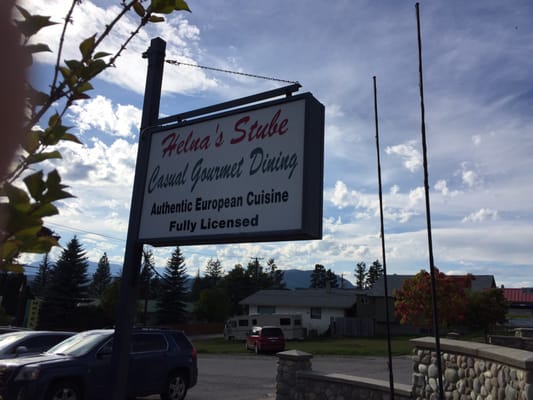 Helna's Stube
Casual Gourmet Dining
Authentic European Cuisine
Fully Licensed